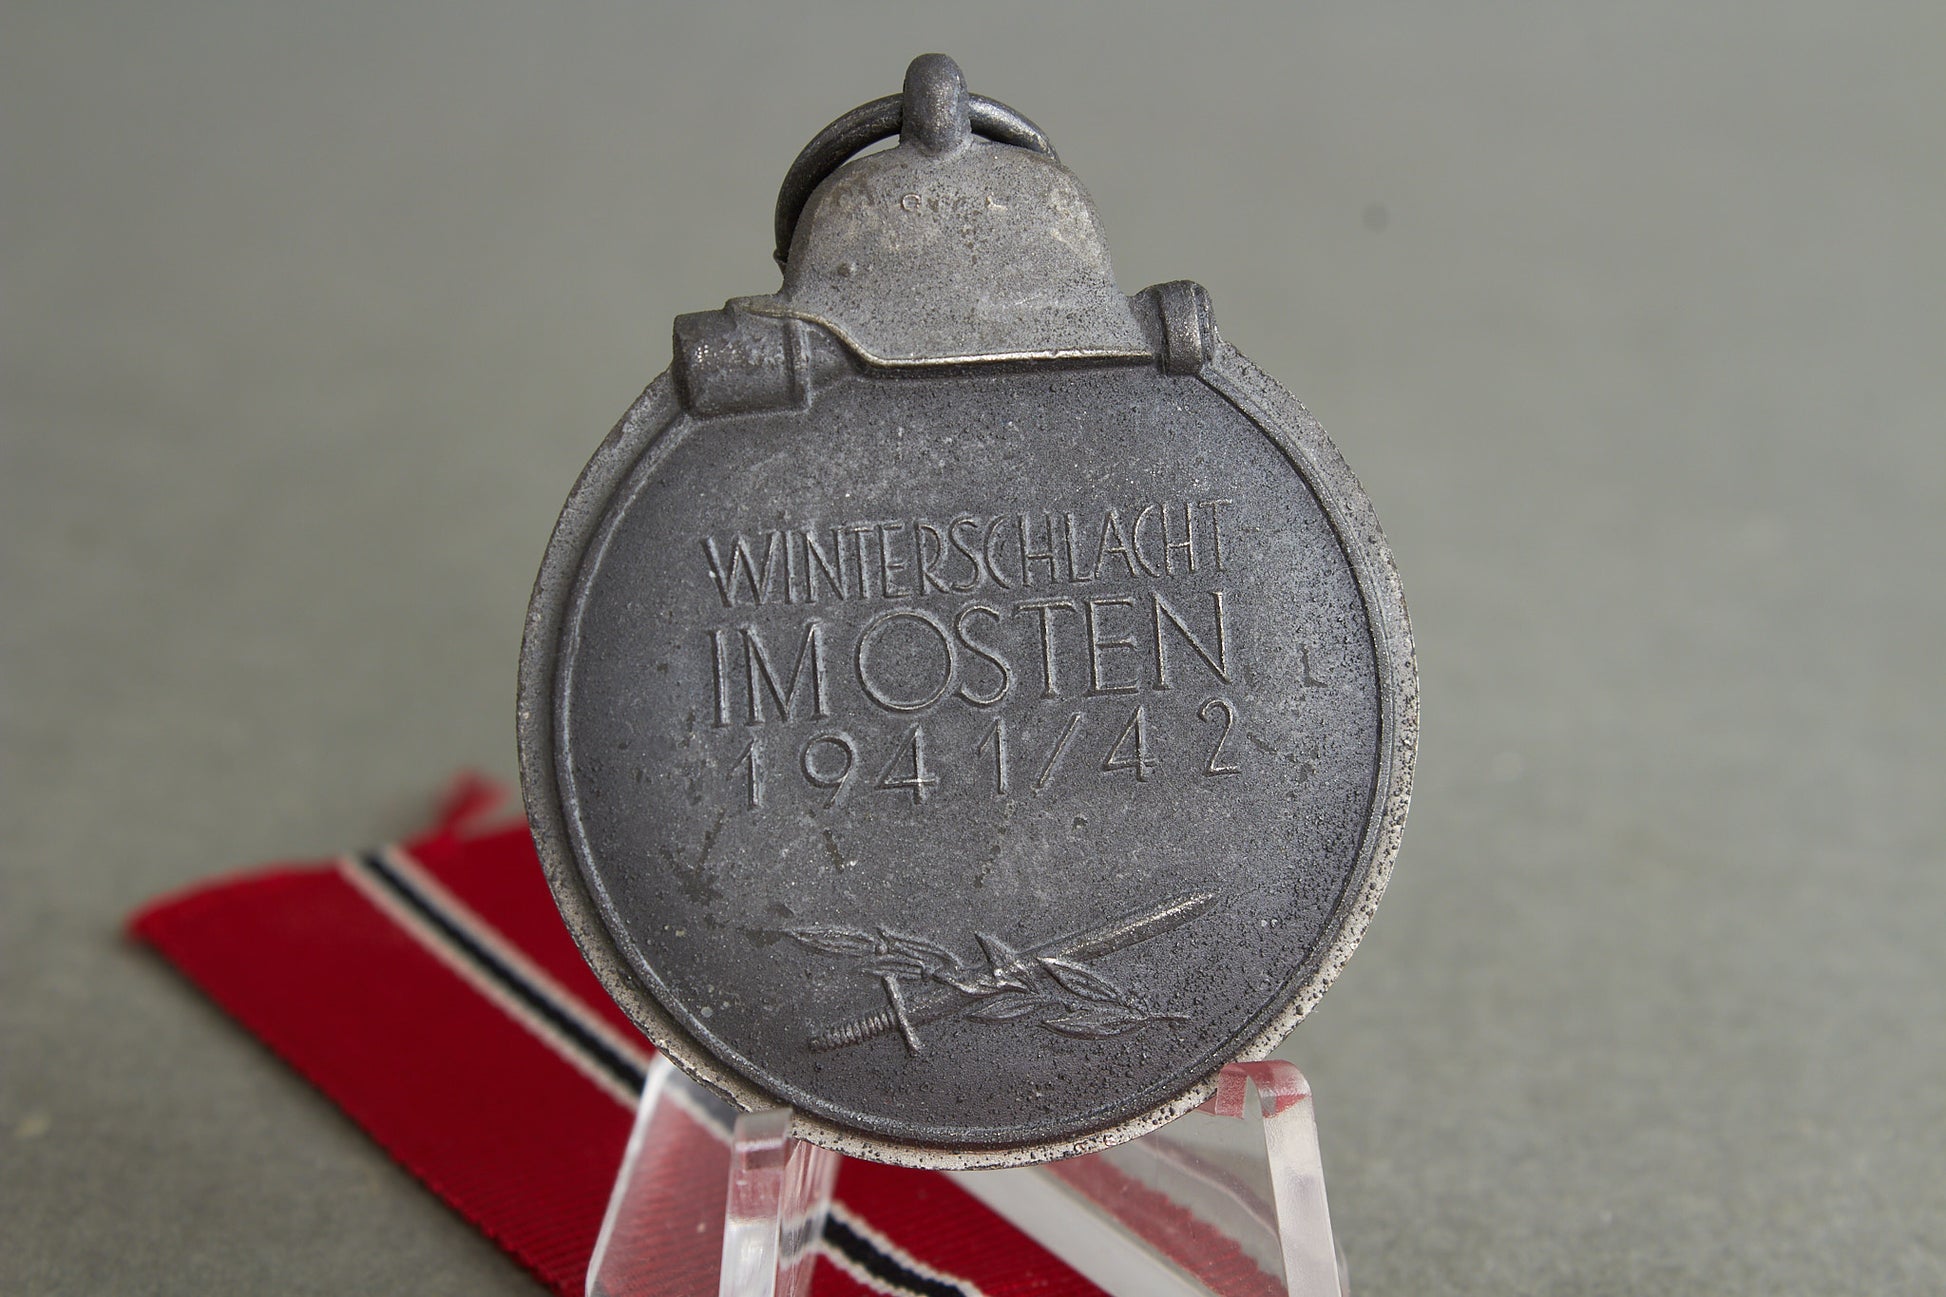 WINTERSCHLACHT
IM OSTEN
1941/42